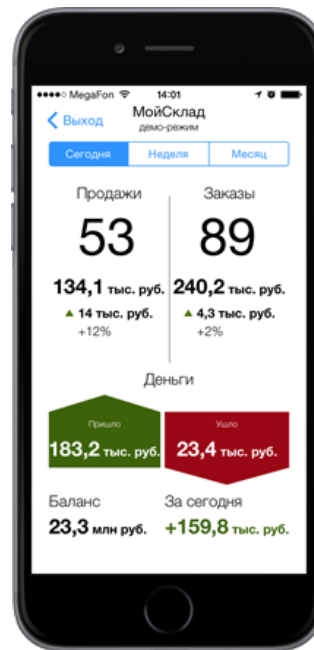 MegaFon 14:01
Выход МойСклад
демо-режим
Сегодня Неделя Месяц
Продажи Заказы
53 89
134,1 тыс. руб. 240,2 тыс. руб.
▲ 14 тыс. руб. ▲ 4,3 тыс. руб.
+12% +2%
Деньги
Пришло Ушло
183,2 тыс. руб. 23,4 тыс. руб.
Баланс За сегодня
23,3 млн руб. +159,8 тыс. руб.